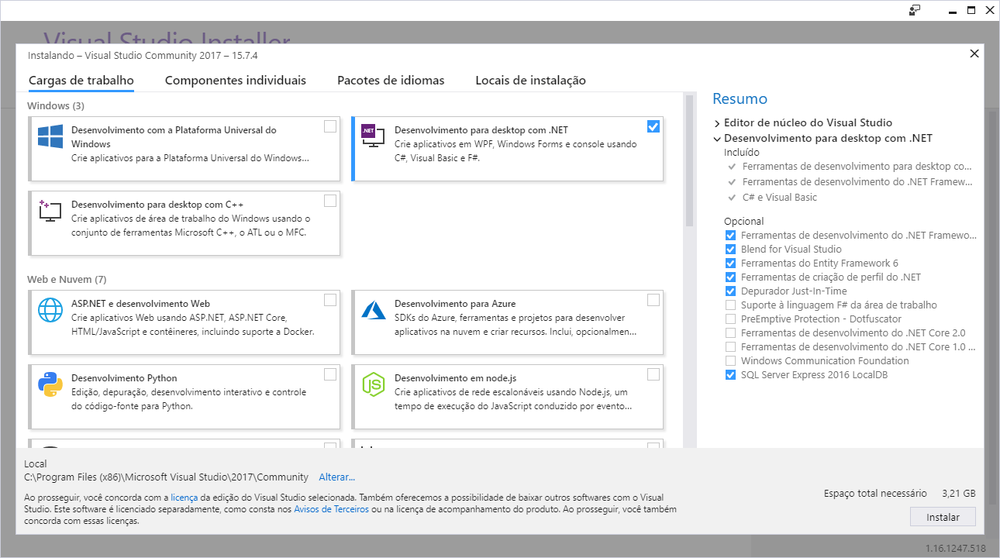 Visual Studio Installer
Instalando – Visual Studio Community 2017 – 15.7.4
Cargas de trabalho
Componentes individuais
Pacotes de idiomas
Locais de instalação
Windows (3)
Desenvolvimento com a Plataforma Universal do
Windows
Crie aplicativos para a Plataforma Universal do Windows...
.NET
Desenvolvimento para desktop com .NET
Crie aplicativos em WPF, Windows Forms e console usando
C#, Visual Basic e F#.
Desenvolvimento para desktop com C++
Crie aplicativos de área de trabalho do Windows usando o
conjunto de ferramentas Microsoft C++, o ATL ou o MFC.
Web e Nuvem (7)
ASP.NET e desenvolvimento Web
Crie aplicativos Web usando ASP.NET, ASP.NET Core,
HTML/JavaScript e contêineres, incluindo suporte a Docker.
Desenvolvimento para Azure
SDKs do Azure, ferramentas e projetos para desenvolver
aplicativos na nuvem e criar recursos. Inclui, opcionalmen...
Desenvolvimento Python
Edição, depuração, desenvolvimento interativo e controle
do código-fonte para Python.
JS
Desenvolvimento em node.js
Crie aplicativos de rede escalonáveis usando Node.js, um
tempo de execução do JavaScript conduzido por evento...
Resumo
Editor de núcleo do Visual Studio
Desenvolvimento para desktop com .NET
Incluído
Ferramentas de desenvolvimento para desktop co...
Ferramentas de desenvolvimento do .NET Framew...
C# e Visual Basic
Opcional
Ferramentas de desenvolvimento do .NET Framewo...
Blend for Visual Studio
Ferramentas do Entity Framework 6
Ferramentas de criação de perfil do .NET
Depurador Just-In-Time
Suporte à linguagem F# da área de trabalho
PreEmptive Protection - Dotfuscator
Ferramentas de desenvolvimento do .NET Core 2.0
Ferramentas de desenvolvimento do .NET Core 1.0 ...
Windows Communication Foundation
SQL Server Express 2016 LocalDB
Local
C:\Program Files (x86)\Microsoft Visual Studio\2017\Community Alterar...
Ao prosseguir, você concorda com a licença da edição do Visual Studio selecionada. Também oferecemos a possibilidade de baixar outros softwares com o Visual
Studio. Este software é licenciado separadamente, como consta nos Avisos de Terceiros ou na licença de acompanhamento do produto. Ao prosseguir, você também
concorda com essas licenças.
Espaço total necessário 3,21 GB
Instalar
1.16.1247.518